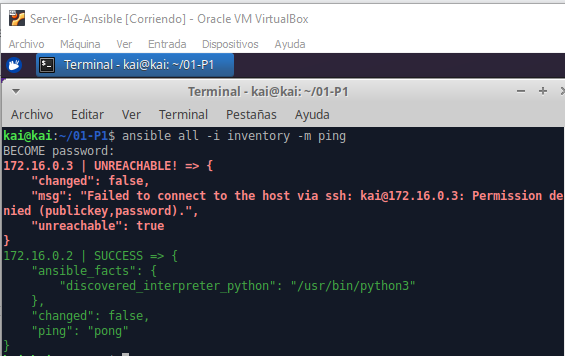 Server-IG-Ansible [Corriendo] - Oracle VM VirtualBox
Archivo Máquina Ver Entrada Dispositivos Ayuda
Terminal - kai@kai: ~/01-P1
Terminal - kai@kai: ~/01-P1
Archivo Editar Ver Terminal Pestañas Ayuda
kai@kai:~/01-P1$ ansible all -i inventory -m ping
BECOME password:
172.16.0.3 | UNREACHABLE! => {
    "changed": false,
    "msg": "Failed to connect to the host via ssh: kai@172.16.0.3: Permission de
nied (publickey,password).",
    "unreachable": true
}
172.16.0.2 | SUCCESS => {
    "ansible_facts": {
        "discovered_interpreter_python": "/usr/bin/python3"
    },
    "changed": false,
    "ping": "pong"
}